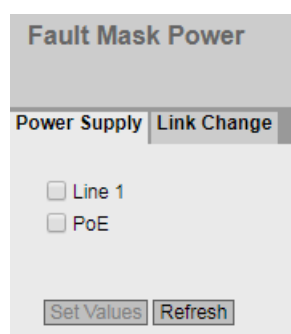 Fault Mask Power
Power Supply Link Change
Line 1
PoE
Set Values Refresh